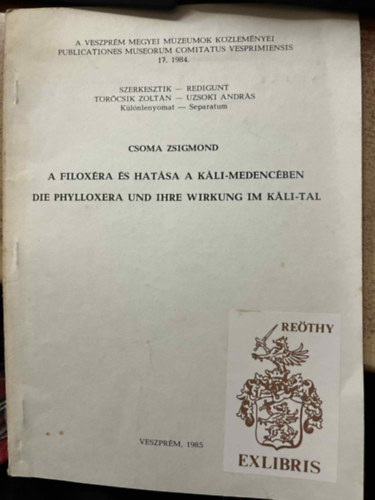 A VESZPRÉM MEGYEI MÚZEUMOK KÖZLEMÉNYEI
PUBLICATIONES MUSEORUM COMITATUS VESPRIMIENSIS
17. 1984.
SZERKESZTIK — REDIGUNT
TÖRŐCSIK ZOLTÁN — UZSOKI ANDRÁS
Különlenyomat — Separatum
CSOMA ZSIGMOND
A FILOXÉRA ÉS HATÁSA A KÁLI-MEDENCÉBEN
DIE PHYLLOXERA UND IHRE WIRKUNG IM KÁLI-TAL
REÖTHY
EXLIBRIS
VESZPRÉM, 1985